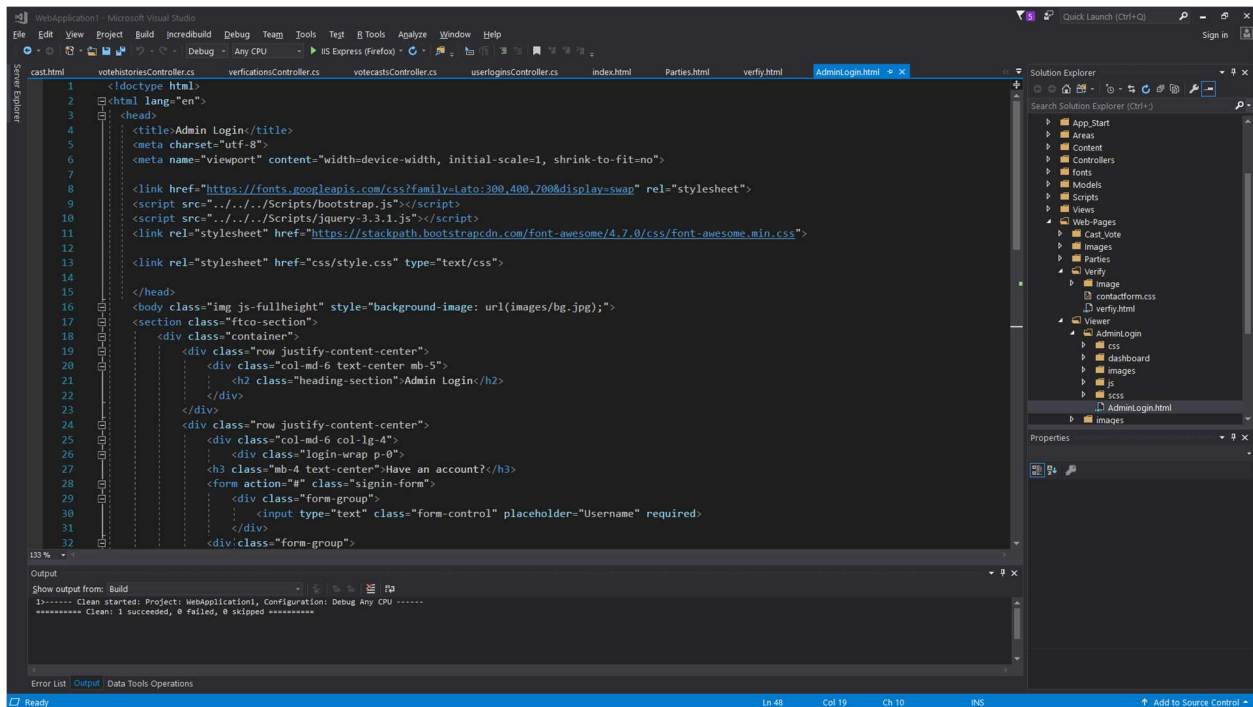 WebApplication1 - Microsoft Visual Studio
5
Quick Launch (Ctrl+Q)
File Edit View Project Build Incredibuild Debug Team Tools Test R Tools Analyze Window Help
Sign in
Debug Any CPU IIS Express (Firefox)
Server Explorer
cast.html votehistoriesController.cs verficationsController.cs votecastsController.cs userloginsController.cs index.html Parties.html verfiy.html AdminLogin.html
1 <!doctype html>
2 <html lang="en">
3 <head>
4 <title>Admin Login</title>
5 <meta charset="utf-8">
6 <meta name="viewport" content="width=device-width, initial-scale=1, shrink-to-fit=no">
7
8 <link href="https://fonts.googleapis.com/css?family=Lato:300,400,700&display=swap" rel="stylesheet">
9 <script src="../../../Scripts/bootstrap.js"></script>
10 <script src="../../../Scripts/jquery-3.3.1.js"></script>
11 <link rel="stylesheet" href="https://stackpath.bootstrapcdn.com/font-awesome/4.7.0/css/font-awesome.min.css">
12
13 <link rel="stylesheet" href="css/style.css" type="text/css">
14
15 </head>
16 <body class="img js-fullheight" style="background-image: url(images/bg.jpg);">
17 <section class="ftco-section">
18 <div class="container">
19 <div class="row justify-content-center">
20 <div class="col-md-6 text-center mb-5">
21 <h2 class="heading-section">Admin Login</h2>
22 </div>
23 </div>
24 <div class="row justify-content-center">
25 <div class="col-md-6 col-lg-4">
26 <div class="login-wrap p-0">
27 <h3 class="mb-4 text-center">Have an account?</h3>
28 <form action="#" class="signin-form">
29 <div class="form-group">
30 <input type="text" class="form-control" placeholder="Username" required>
31 </div>
32 <div class="form-group">
133 %
Solution Explorer
Search Solution Explorer (Ctrl+;)
App_Start
Areas
Content
Controllers
fonts
Models
Scripts
Views
Web-Pages
Cast_Vote
Images
Parties
Verify
Image
contactform.css
verfiy.html
Viewer
AdminLogin
css
dashboard
images
js
scss
AdminLogin.html
images
Properties
Output
Show output from: Build
1>------ Clean started: Project: WebApplication1, Configuration: Debug Any CPU ------
========== Clean: 1 succeeded, 0 failed, 0 skipped ==========
Error List Output Data Tools Operations
Ready Ln 48 Col 19 Ch 10 INS Add to Source Control